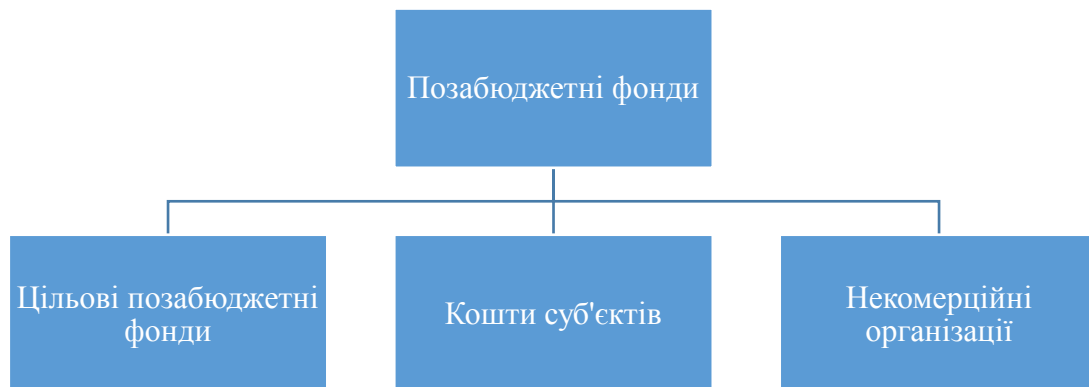 Позабюджетні фонди
Цільові позабюджетні
фонди
Кошти суб'єктів
Некомерційні
організації